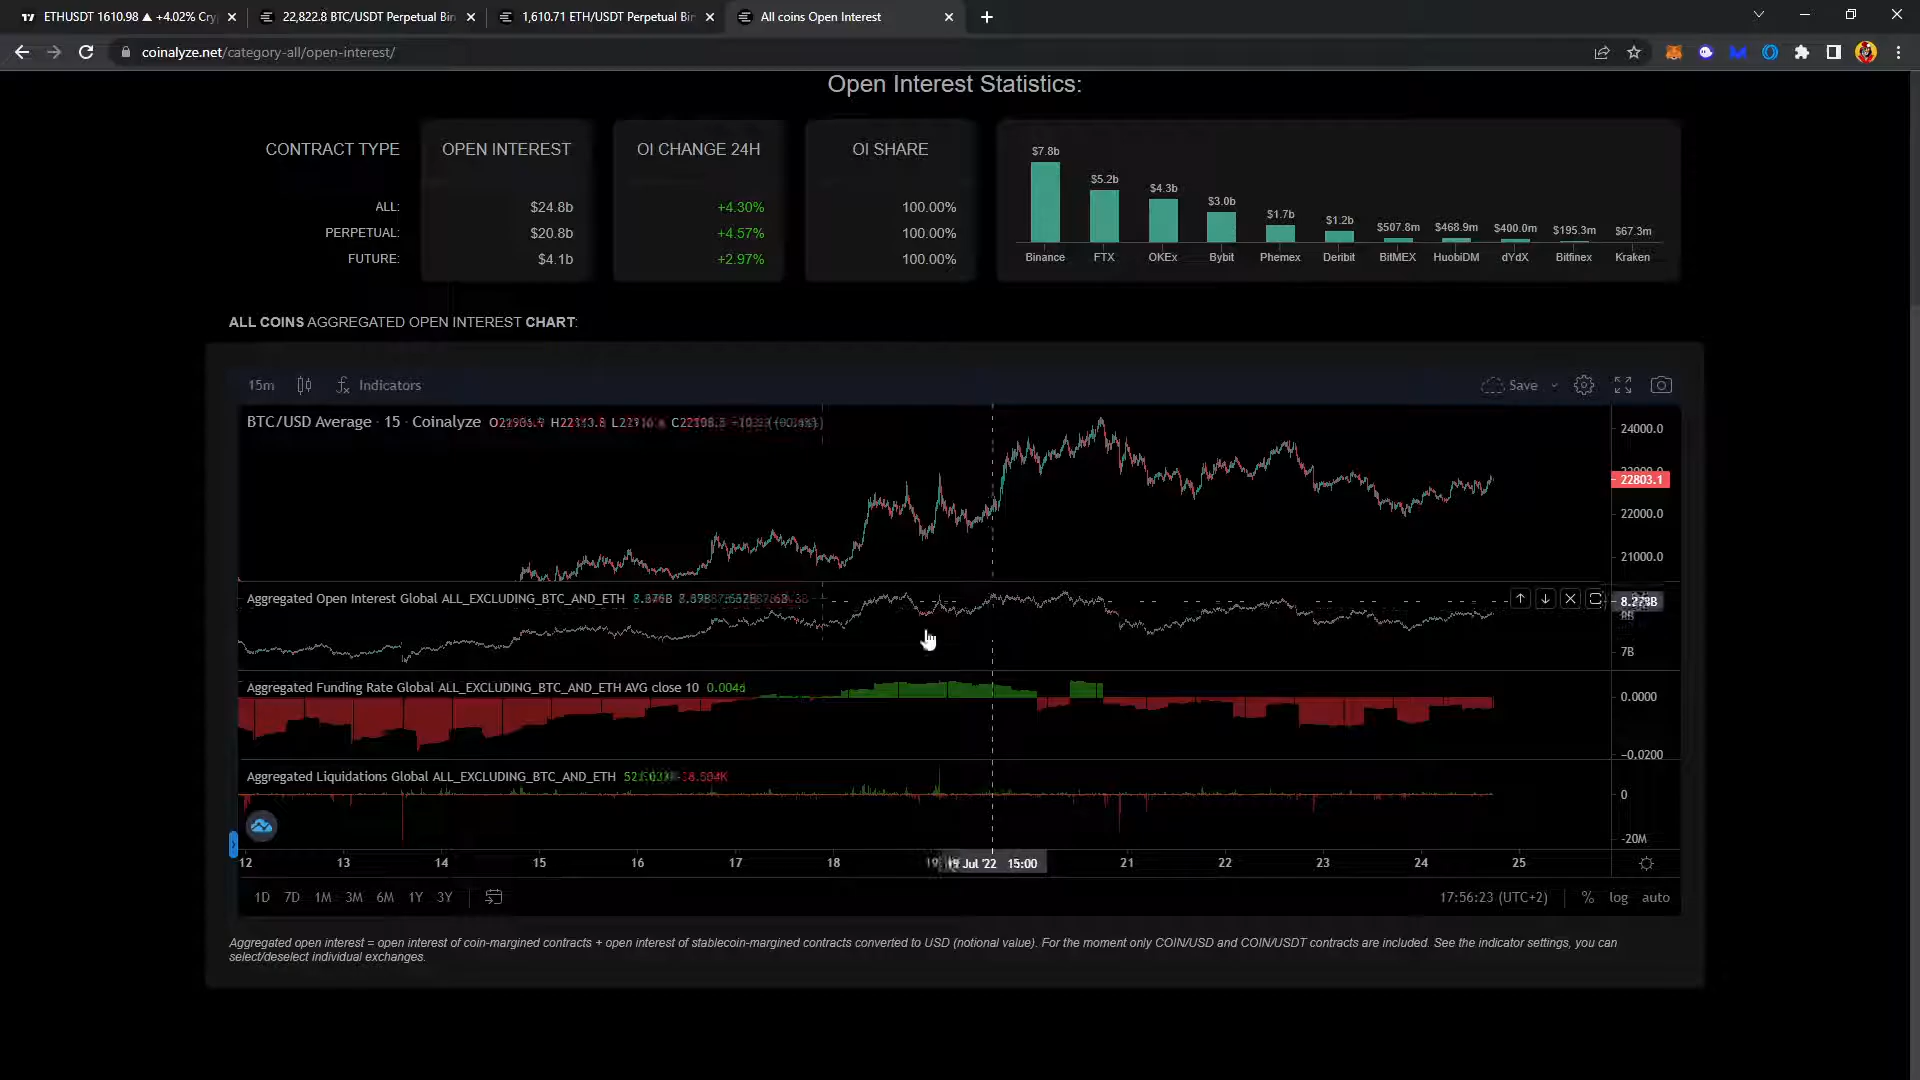 ETHUSDT 1610.98 ▲ +4.02% Cry
22,822.8 BTC/USDT Perpetual Bin
1,610.71 ETH/USDT Perpetual Bin
All coins Open Interest
coinalyze.net/category-all/open-interest/
Open Interest Statistics:
CONTRACT TYPE OPEN INTEREST OI CHANGE 24H OI SHARE
ALL: $24.8b +4.30% 100.00%
PERPETUAL: $20.8b +4.57% 100.00%
FUTURE: $4.1b +2.97% 100.00%
$7.8b $5.2b $4.3b $3.0b $1.7b $1.2b $507.8m $468.9m $400.0m $195.3m $67.3m
Binance FTX OKEx Bybit Phemex Deribit BitMEX HuobiDM dYdX Bitfinex Kraken
ALL COINS AGGREGATED OPEN INTEREST CHART:
15m Indicators Save
BTC/USD Average · 15 · Coinalyze
24000.0
22803.1
22000.0
21000.0
Aggregated Open Interest Global ALL_EXCLUDING_BTC_AND_ETH
8B
7B
Aggregated Funding Rate Global ALL_EXCLUDING_BTC_AND_ETH AVG close 10
0.0000
−0.0200
Aggregated Liquidations Global ALL_EXCLUDING_BTC_AND_ETH
0
-20M
12 13 14 15 16 17 18 19 Jul '22 15:00 21 22 23 24 25
1D 7D 1M 3M 6M 1Y 3Y 17:56:23 (UTC+2) % log auto
Aggregated open interest = open interest of coin-margined contracts + open interest of stablecoin-margined contracts converted to USD (notional value). For the moment only COIN/USD and COIN/USDT contracts are included. See the indicator settings, you can
select/deselect individual exchanges.